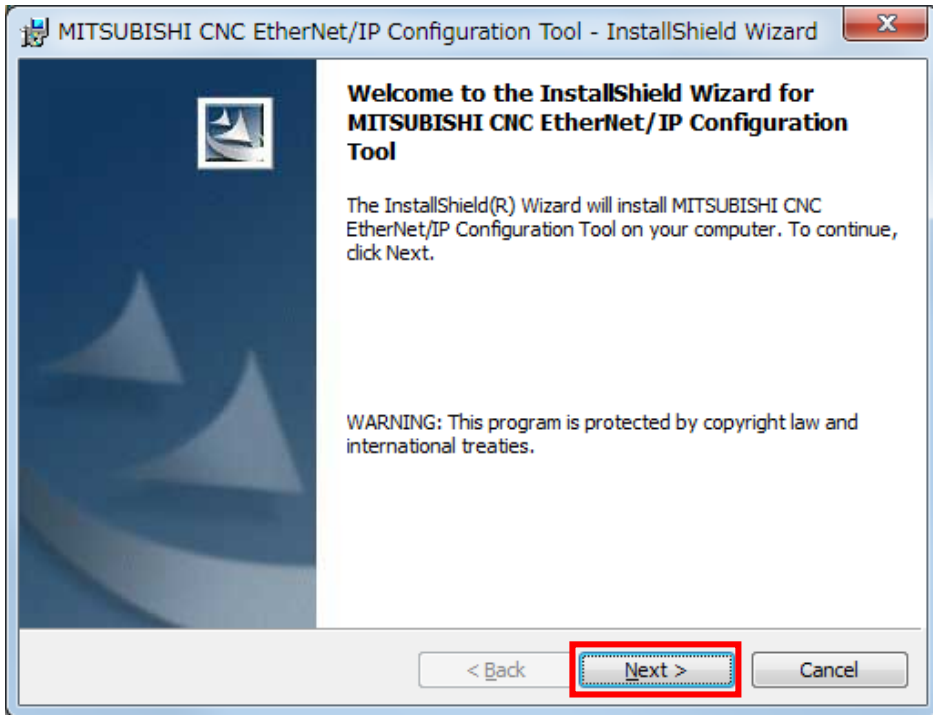 MITSUBISHI CNC EtherNet/IP Configuration Tool - InstallShield Wizard
X
Welcome to the InstallShield Wizard for
MITSUBISHI CNC EtherNet/IP Configuration
Tool
The InstallShield(R) Wizard will install MITSUBISHI CNC
EtherNet/IP Configuration Tool on your computer. To continue,
click Next.
WARNING: This program is protected by copyright law and
international treaties.
< Back Next > Cancel